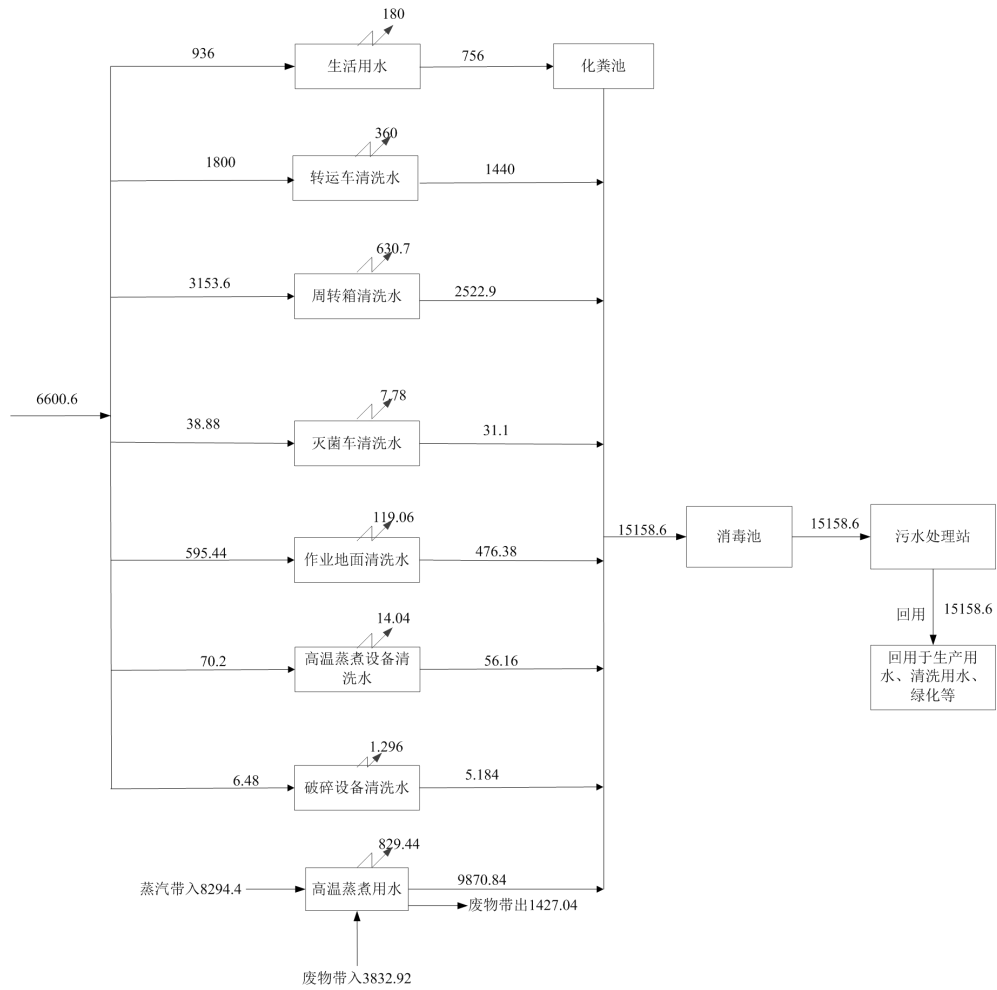 180
936
生活用水
756
化粪池
360
1800
转运车清洗水
1440
630.7
3153.6
周转箱清洗水
2522.9
6600.6
7.78
38.88
灭菌车清洗水
31.1
119.06
595.44
作业地面清洗水
476.38
15158.6
消毒池
15158.6
污水处理站
回用
15158.6
回用于生产用
水、清洗用水、
绿化等
14.04
70.2
高温蒸煮设备清
洗水
56.16
1.296
6.48
破碎设备清洗水
5.184
829.44
蒸汽带入8294.4
高温蒸煮用水
9870.84
废物带出1427.04
废物带入3832.92